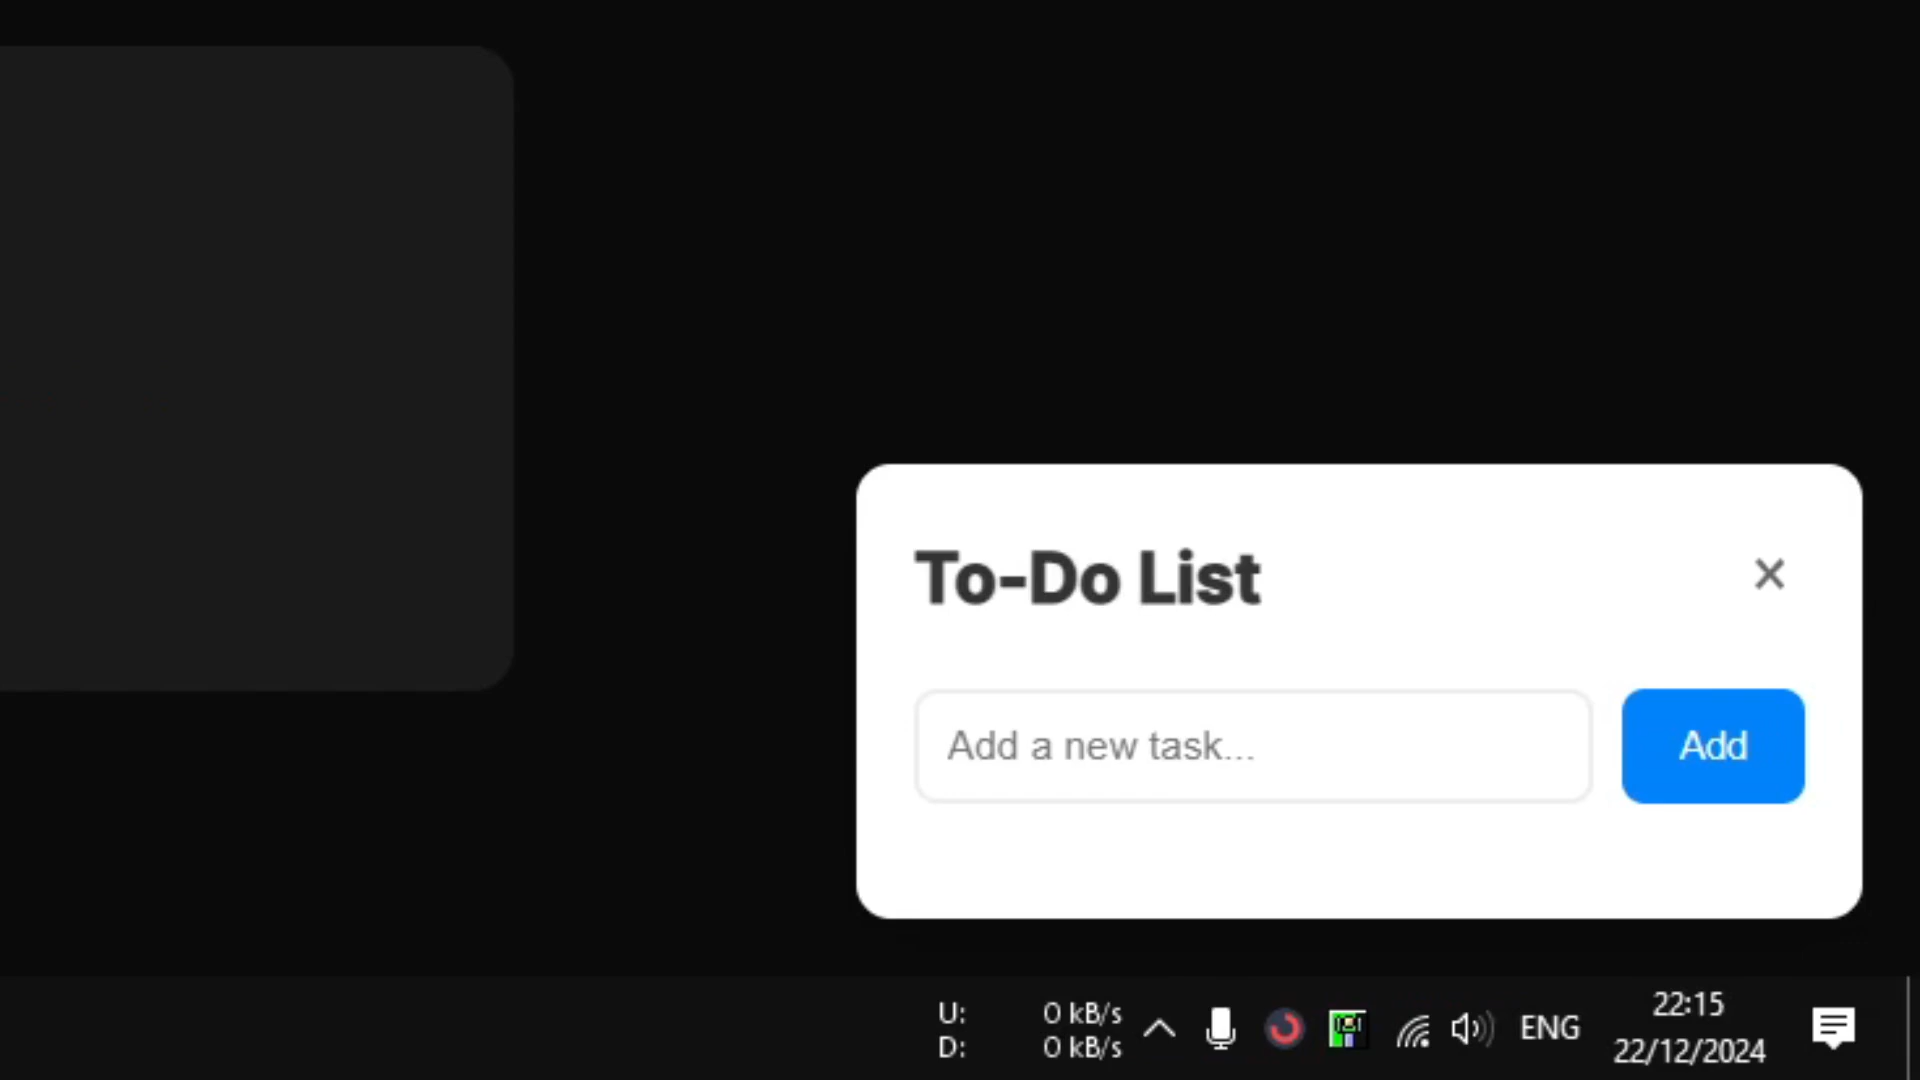 To-Do List
Add a new task...
Add
U: 0 kB/s
D: 0 kB/s
ENG
22:15
22/12/2024